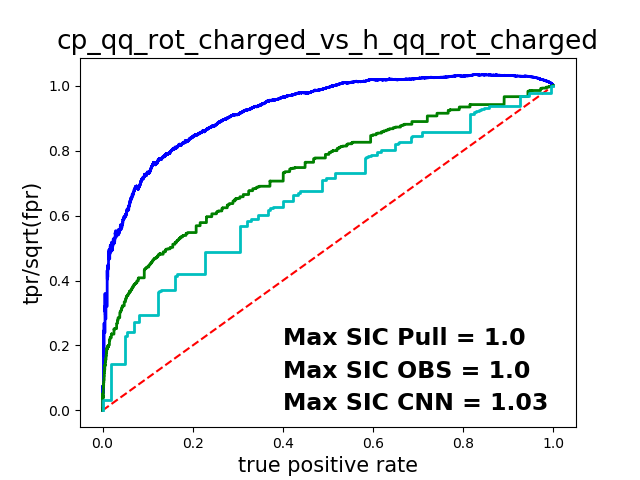 cp_qq_rot_charged_vs_h_qq_rot_charged
tpr/sqrt(fpr)
1.0
0.8
0.6
0.4
0.2
0.0
Max SIC Pull = 1.0
Max SIC OBS = 1.0
Max SIC CNN = 1.03
0.0 0.2 0.4 0.6 0.8 1.0
true positive rate